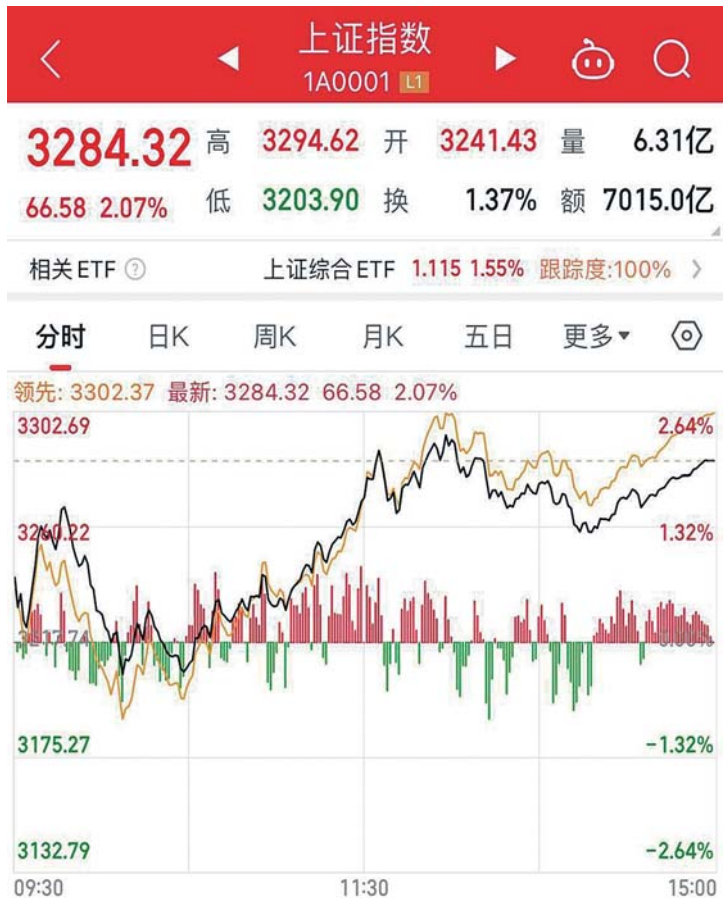 上证指数
1A0001 L1
3284.32 高 3294.62 开 3241.43 量 6.31亿
66.58 2.07% 低 3203.90 换 1.37% 额 7015.0亿
相关ETF ? 上证综合ETF 1.115 1.55% 跟踪度:100%
分时 日K 周K 月K 五日 更多
领先: 3302.37 最新: 3284.32 66.58 2.07%
3302.69 2.64%
3260.22 1.32%
3217.74 0.00%
3175.27 -1.32%
3132.79 -2.64%
09:30 11:30 15:00